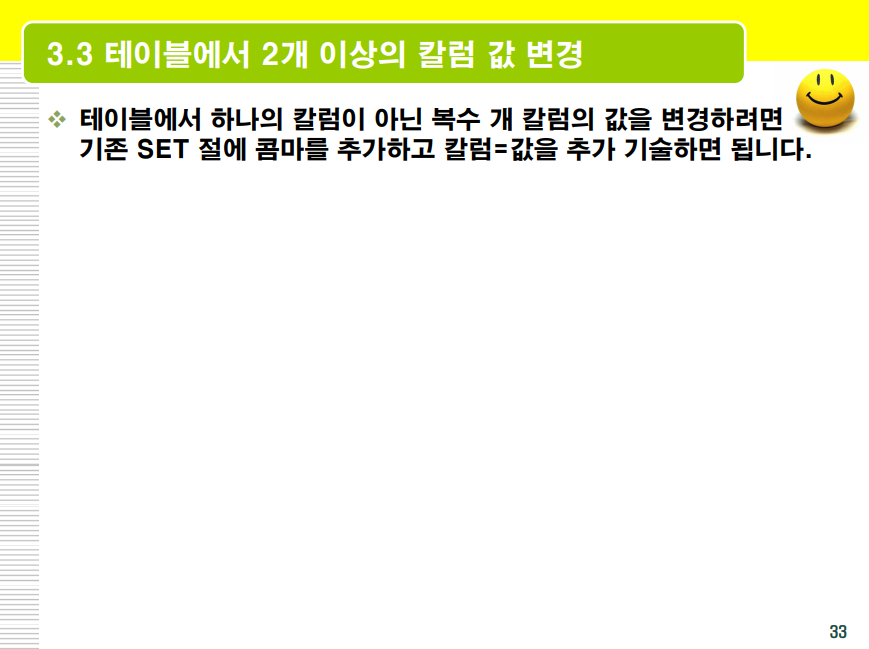 3.3 테이블에서 2개 이상의 칼럼 값 변경
테이블에서 하나의 칼럼이 아닌 복수 개 칼럼의 값을 변경하려면
기존 SET 절에 콤마를 추가하고 칼럼=값을 추가 기술하면 됩니다.
33